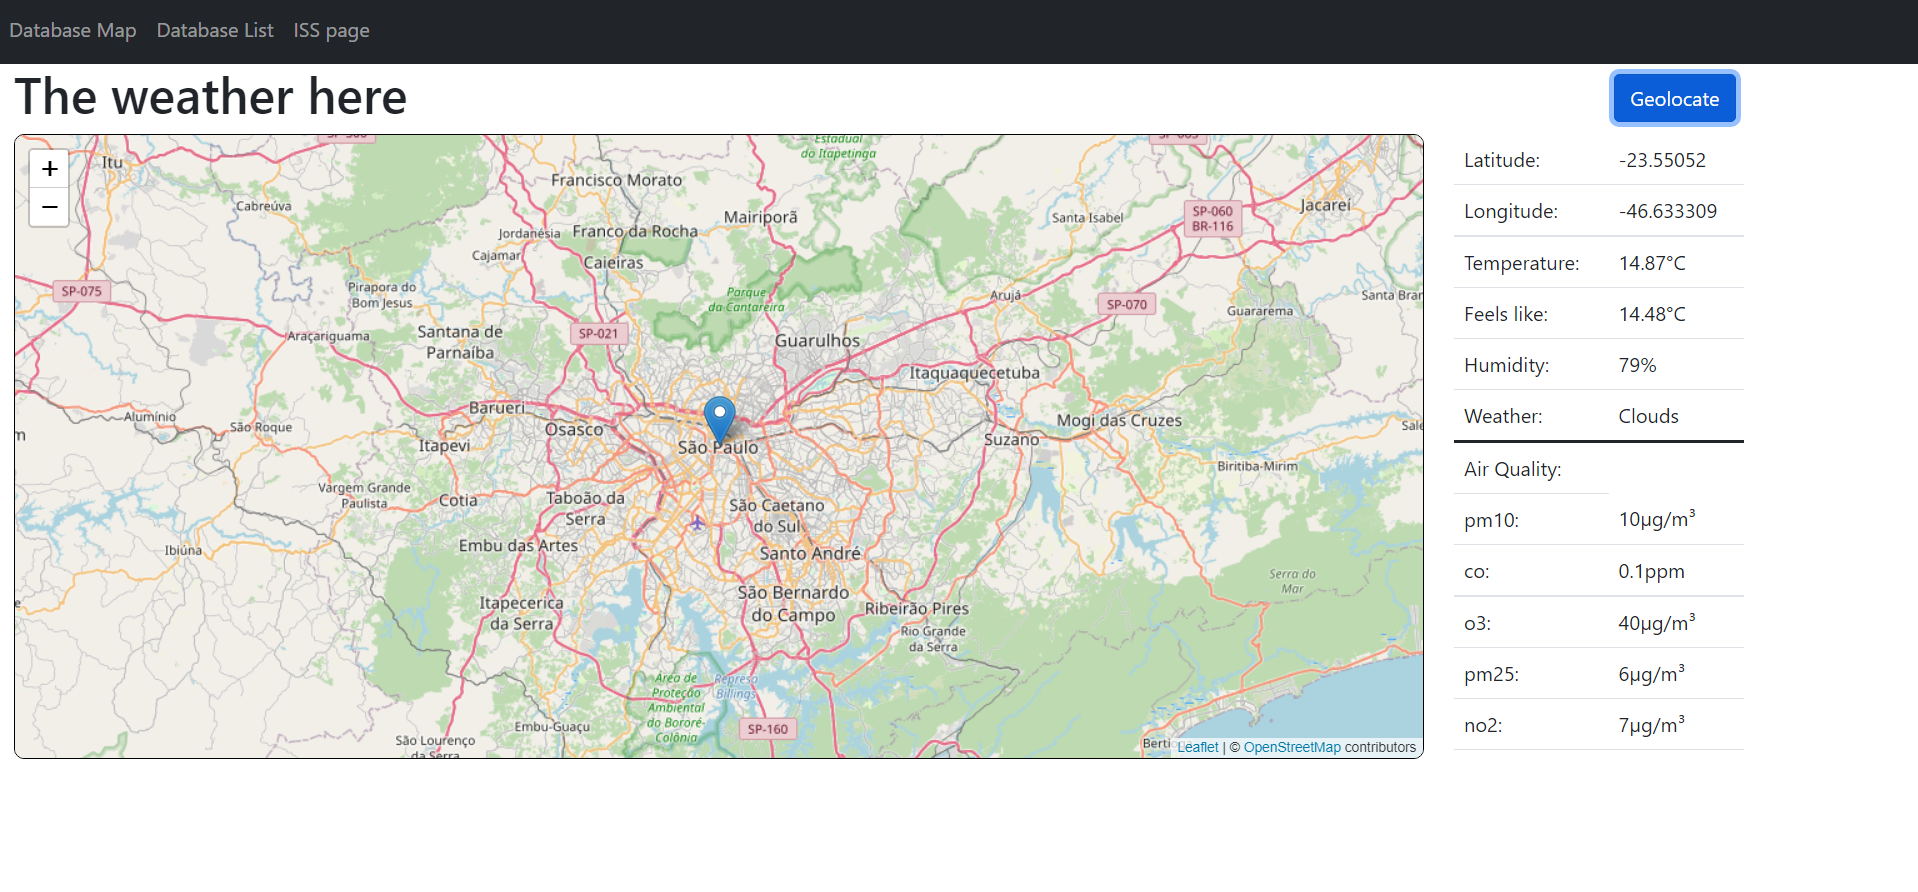 Database Map Database List ISS page
The weather here
Geolocate
+
−
Itu
Cabreúva
Francisco Morato
Estadual
do Itapetinga
Mairiporã
Santa Isabel
SP-060
BR-116
Jacareí
Jordanésia
Franco da Rocha
Cajamar
Caieiras
SP-075
Pirapora do
Bom Jesus
Parque
da Cantareira
Arujá
SP-070
Guararema
Santa Bran
Araçariguama
Santana de
Parnaíba
SP-021
Guarulhos
Itaquaquecetuba
Alumínio
São Roque
Barueri
Osasco
Itapevi
São Paulo
Suzano
Mogi das Cruzes
Biritiba-Mirim
Vargem Grande
Paulista
Cotia
Taboão da
Serra
São Caetano
do Sul
Ibiúna
Embu das Artes
Santo André
Serra do
Mar
Itapecerica
da Serra
São Bernardo
do Campo
Ribeirão Pires
Rio Grande
da Serra
Área de
Proteção
Ambiental
do Bororé-
Colônia
Represa
Billings
Embu-Guaçu
SP-160
São Lourenço
da Serra
Leaflet | © OpenStreetMap contributors
Latitude: -23.55052
Longitude: -46.633309
Temperature: 14.87°C
Feels like: 14.48°C
Humidity: 79%
Weather: Clouds
Air Quality:
pm10: 10µg/m³
co: 0.1ppm
o3: 40µg/m³
pm25: 6µg/m³
no2: 7µg/m³